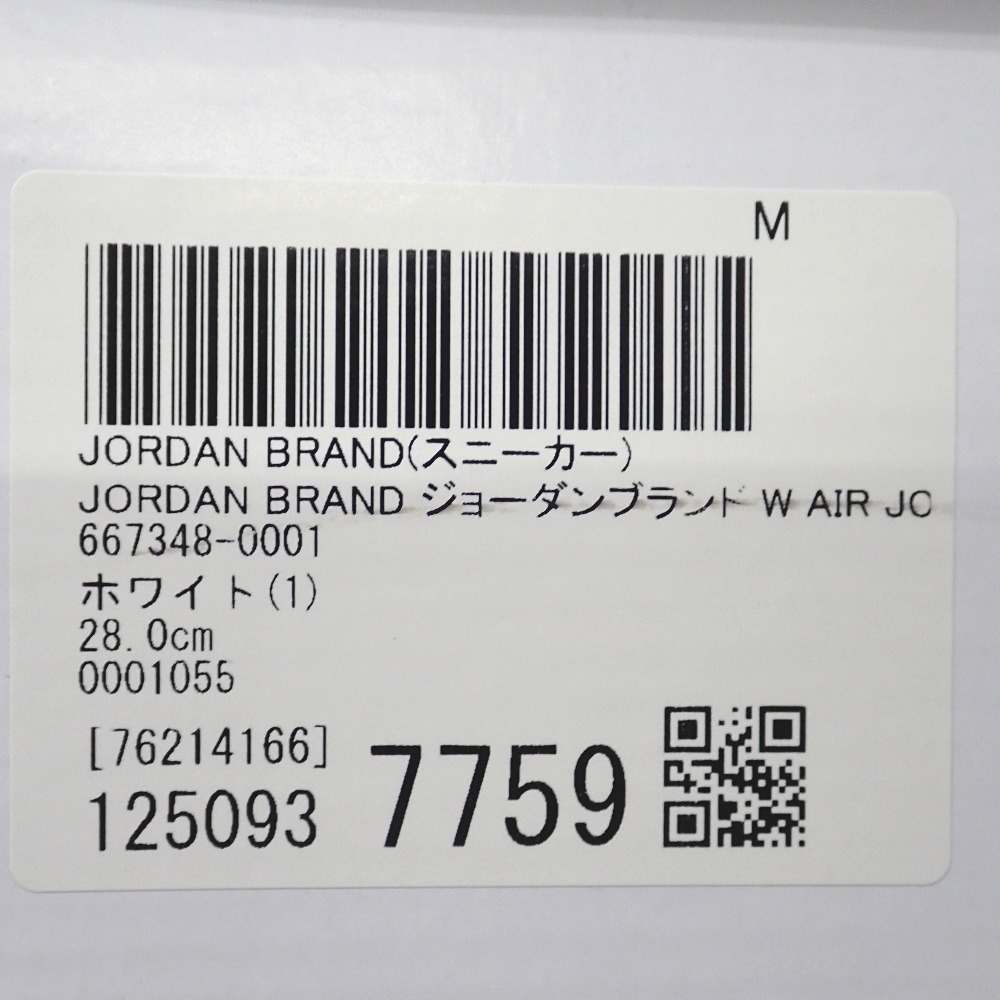 M
JORDAN BRAND(スニーカー)
JORDAN BRAND ジョーダンブランド W AIR JO
667348-0001
ホワイト(1)
28.0cm
0001055
[76214166]
125093 7759